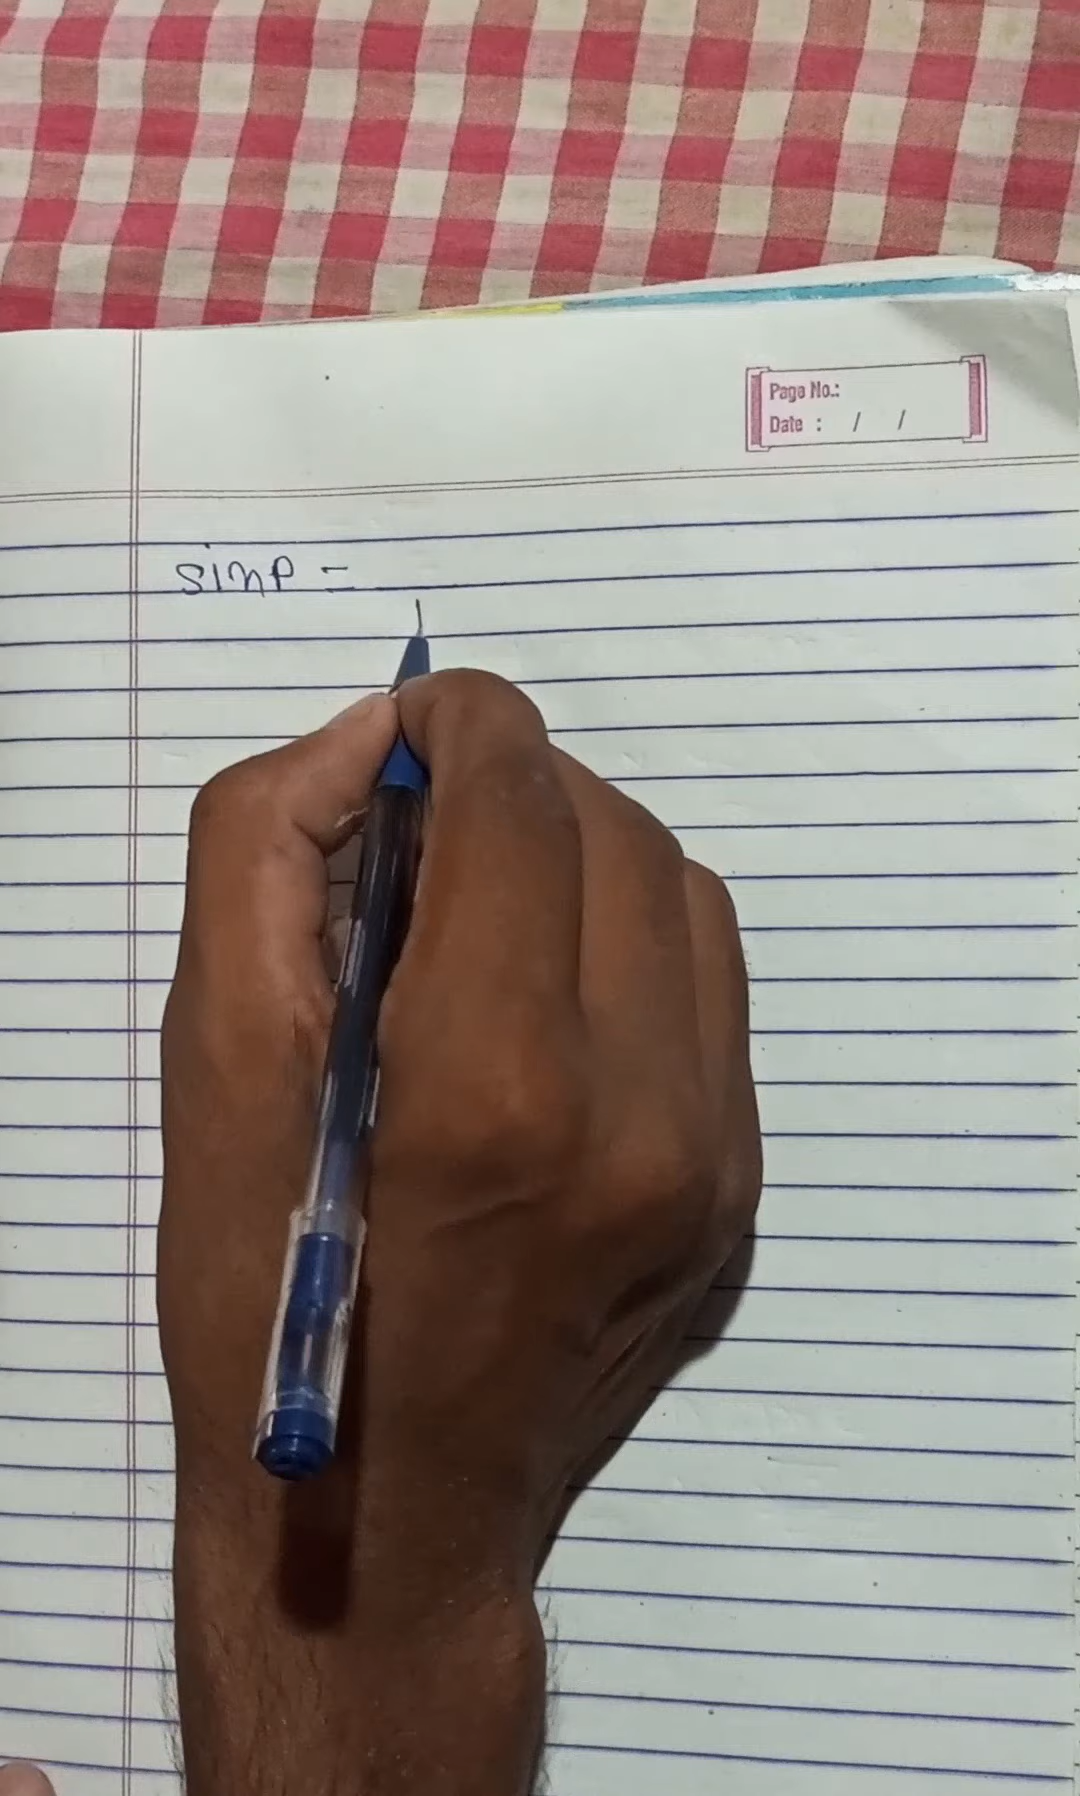 Page No.:
Date : / /
sinP =